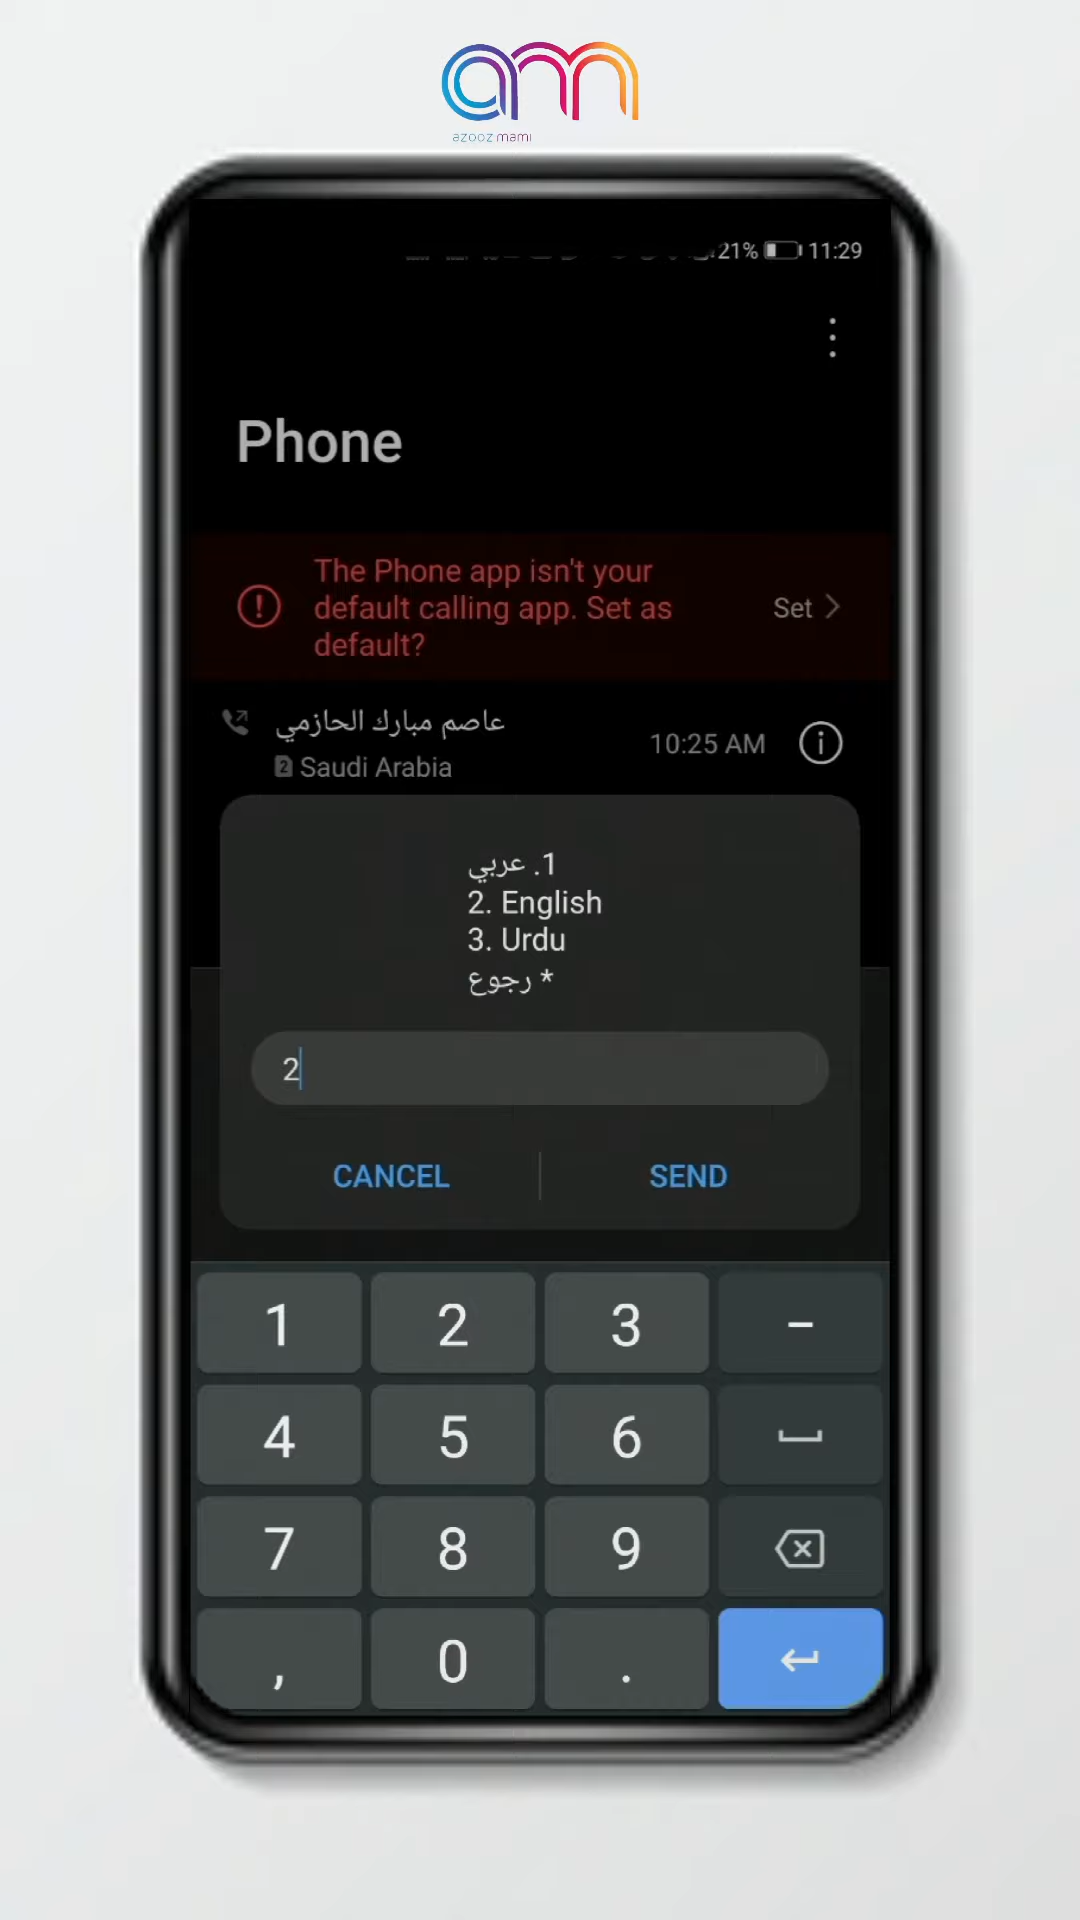 azooz mami
21% 11:29
Phone
The Phone app isn't your
default calling app. Set as
default?
Set
عاصم مبارك الحازمي
10:25 AM
2 Saudi Arabia
1. عربي
2. English
3. Urdu
* رجوع
2
CANCEL
SEND
1 2 3 -
4 5 6
7 8 9
, 0 .